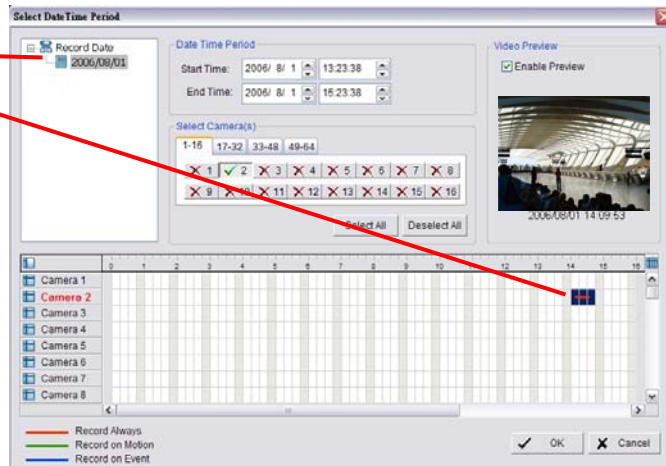 Select Date Time Period
Record Date
2006/08/01
Date Time Period
Start Time: 2006/ 8/ 1 13:23:38
End Time: 2006/ 8/ 1 15:23:38
Select Camera(s)
1-16 17-32 33-48 49-64
1 2 3 4 5 6 7 8
9 10 11 12 13 14 15 16
Select All Deselect All
Video Preview
Enable Preview
2006/08/01 14:09:53
0 1 2 3 4 5 6 7 8 9 10 11 12 13 14 15 16
Camera 1
Camera 2
Camera 3
Camera 4
Camera 5
Camera 6
Camera 7
Camera 8
Record Always
Record on Motion
Record on Event
OK Cancel